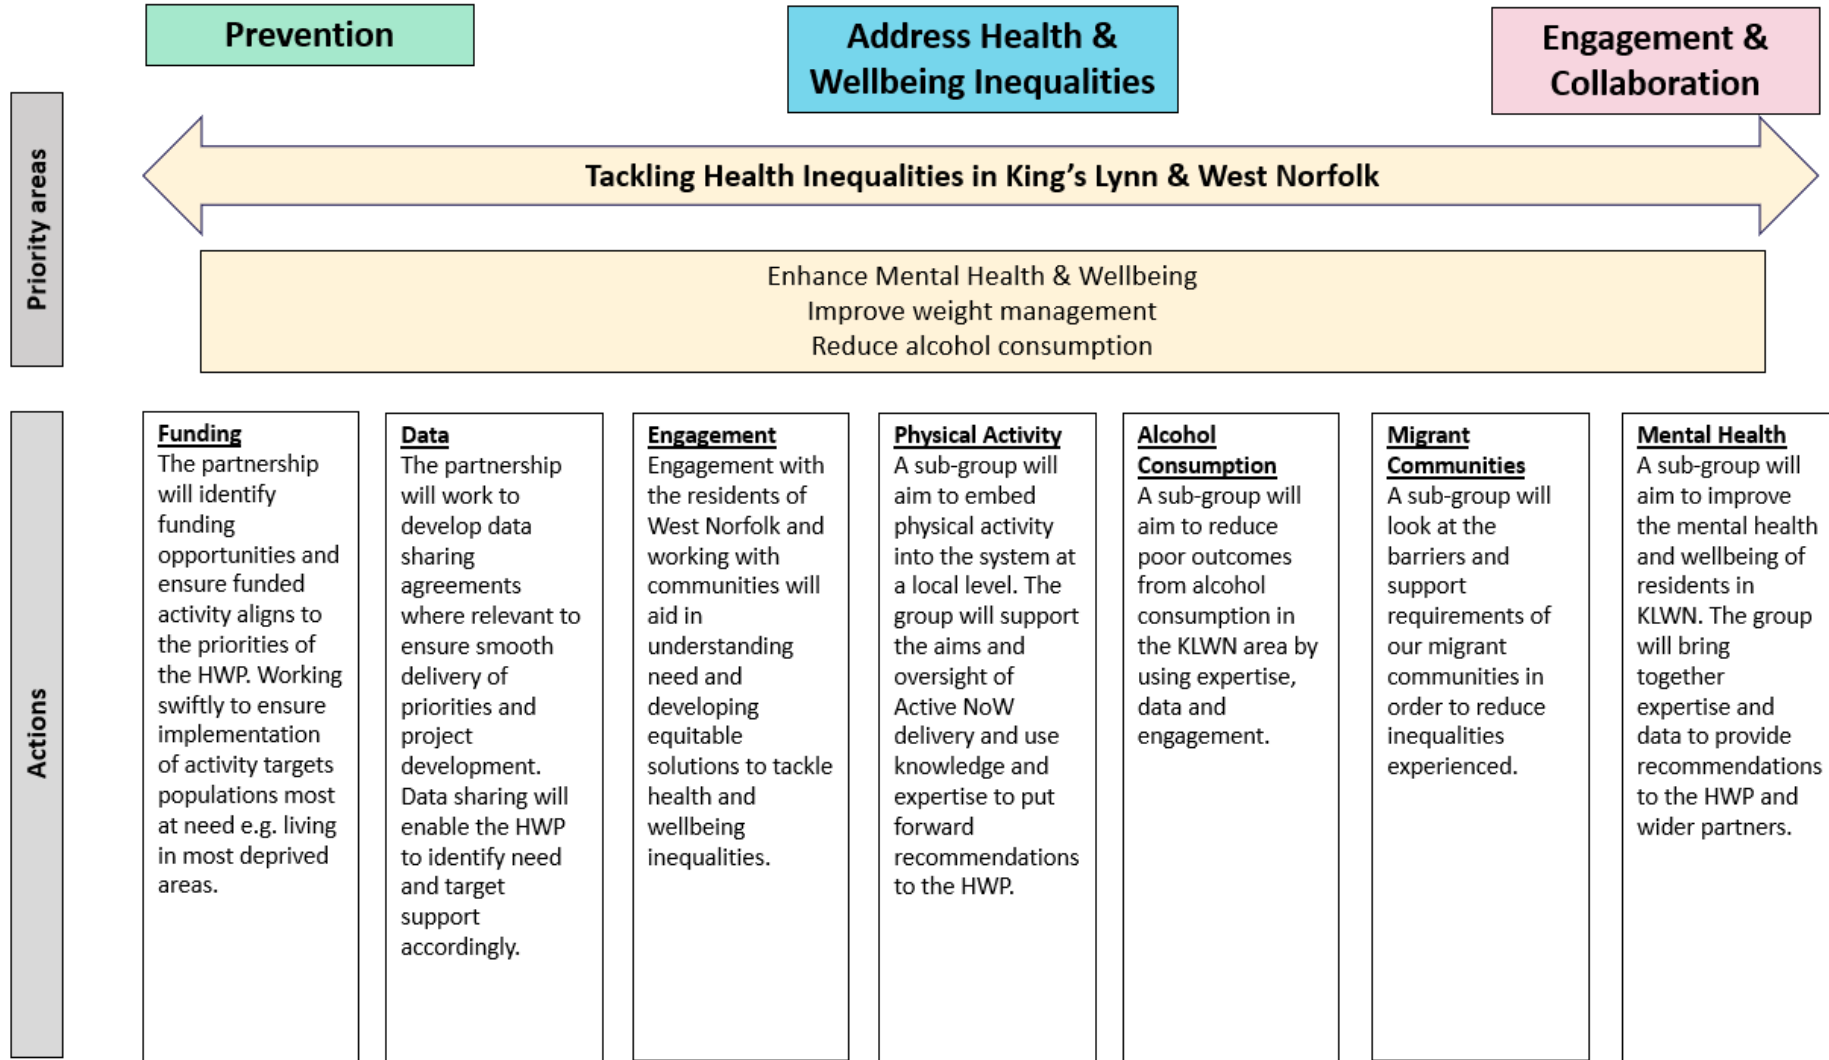 Prevention
Address Health &
Wellbeing Inequalities
Engagement &
Collaboration
Priority areas
Tackling Health Inequalities in King's Lynn & West Norfolk
Enhance Mental Health & Wellbeing
Improve weight management
Reduce alcohol consumption
Actions
Funding
The partnership
will identify
funding
opportunities and
ensure funded
activity aligns to
the priorities of
the HWP. Working
swiftly to ensure
implementation
of activity targets
populations most
at need e.g. living
in most deprived
areas.
Data
The partnership
will work to
develop data
sharing
agreements
where relevant to
ensure smooth
delivery of
priorities and
project
development.
Data sharing will
enable the HWP
to identify need
and target
support
accordingly.
Engagement
Engagement with
the residents of
West Norfolk and
working with
communities will
aid in
understanding
need and
developing
equitable
solutions to tackle
health and
wellbeing
inequalities.
Physical Activity
A sub-group will
aim to embed
physical activity
into the system at
a local level. The
group will support
the aims and
oversight of
Active NoW
delivery and use
knowledge and
expertise to put
forward
recommendations
to the HWP.
Alcohol
Consumption
A sub-group will
aim to reduce
poor outcomes
from alcohol
consumption in
the KLWN area by
using expertise,
data and
engagement.
Migrant
Communities
A sub-group will
look at the
barriers and
support
requirements of
our migrant
communities in
order to reduce
inequalities
experienced.
Mental Health
A sub-group will
aim to improve
the mental health
and wellbeing of
residents in
KLWN. The group
will bring
together
expertise and
data to provide
recommendations
to the HWP and
wider partners.